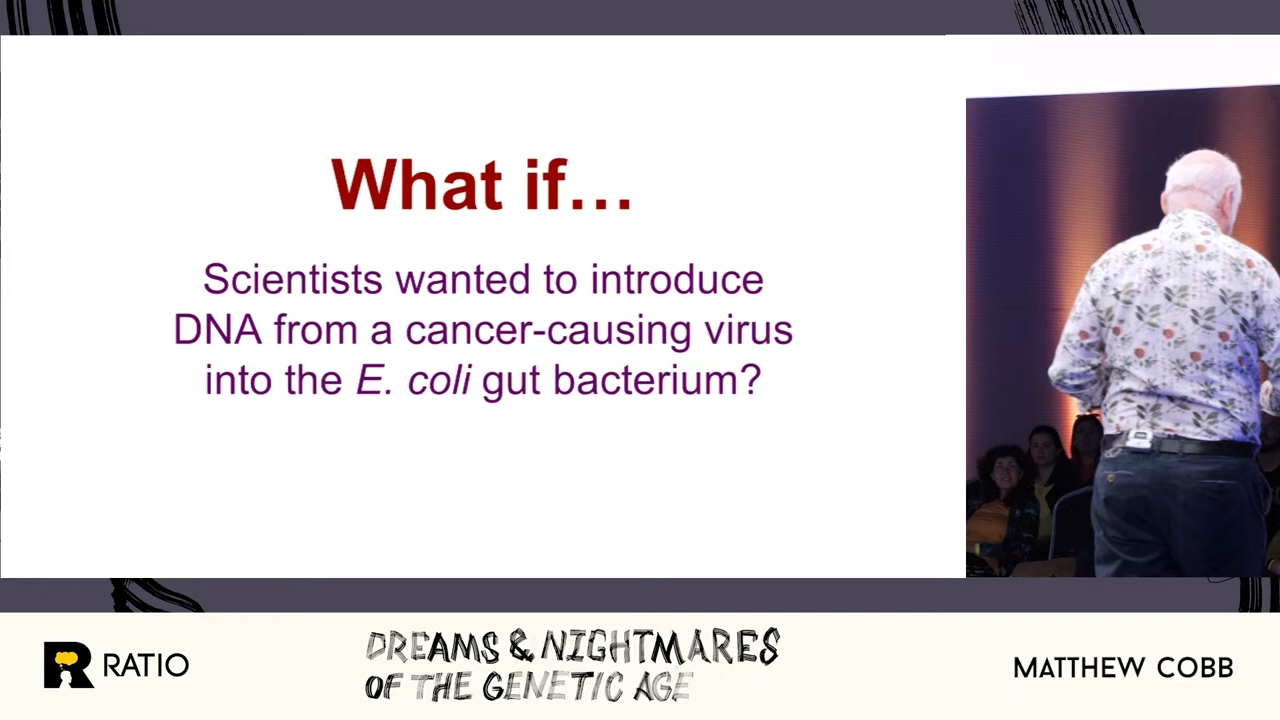 What if…
Scientists wanted to introduce
DNA from a cancer-causing virus
into the E. coli gut bacterium?
RATIO
DREAMS & NIGHTMARES
OF THE GENETIC AGE
MATTHEW COBB